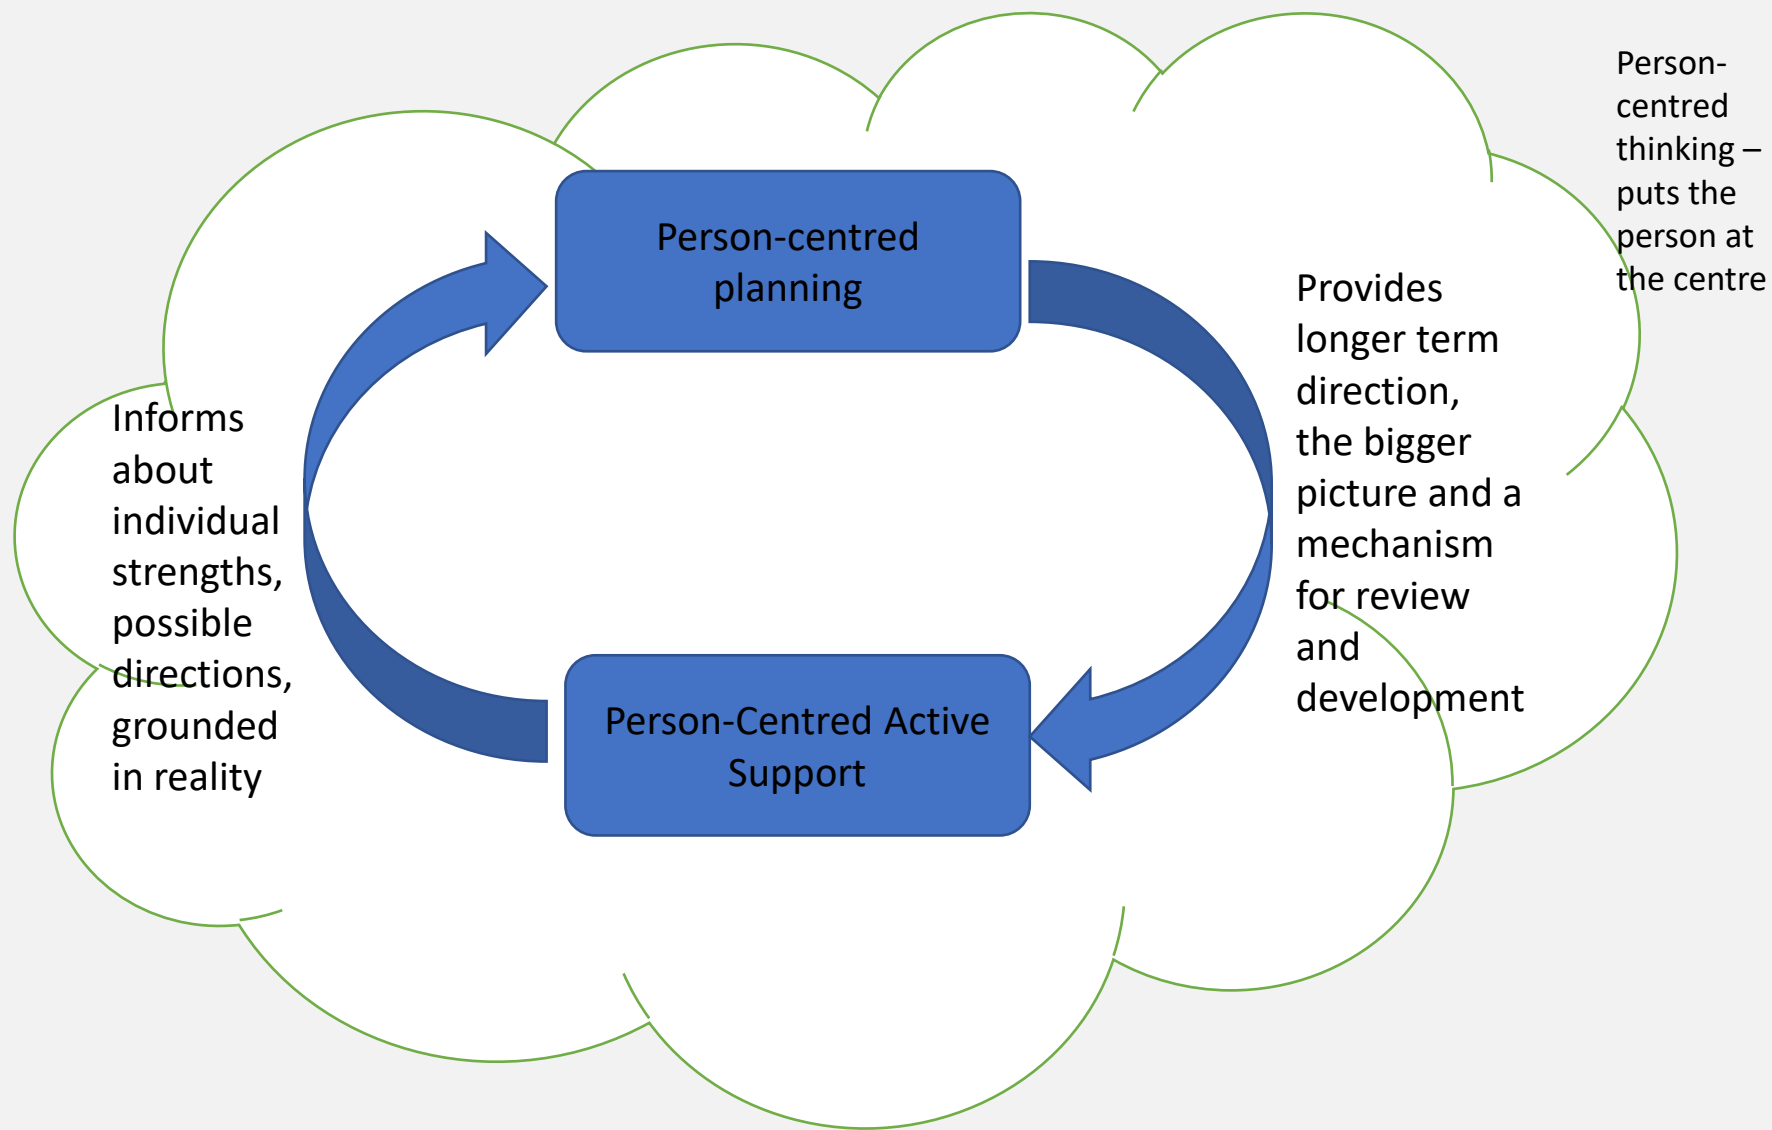 Person-centred
planning
Provides
longer term
direction,
the bigger
picture and a
mechanism
for review
and
development
Person-Centred Active
Support
Informs
about
individual
strengths,
possible
directions,
grounded
in reality
Person-
centred
thinking –
puts the
person at
the centre